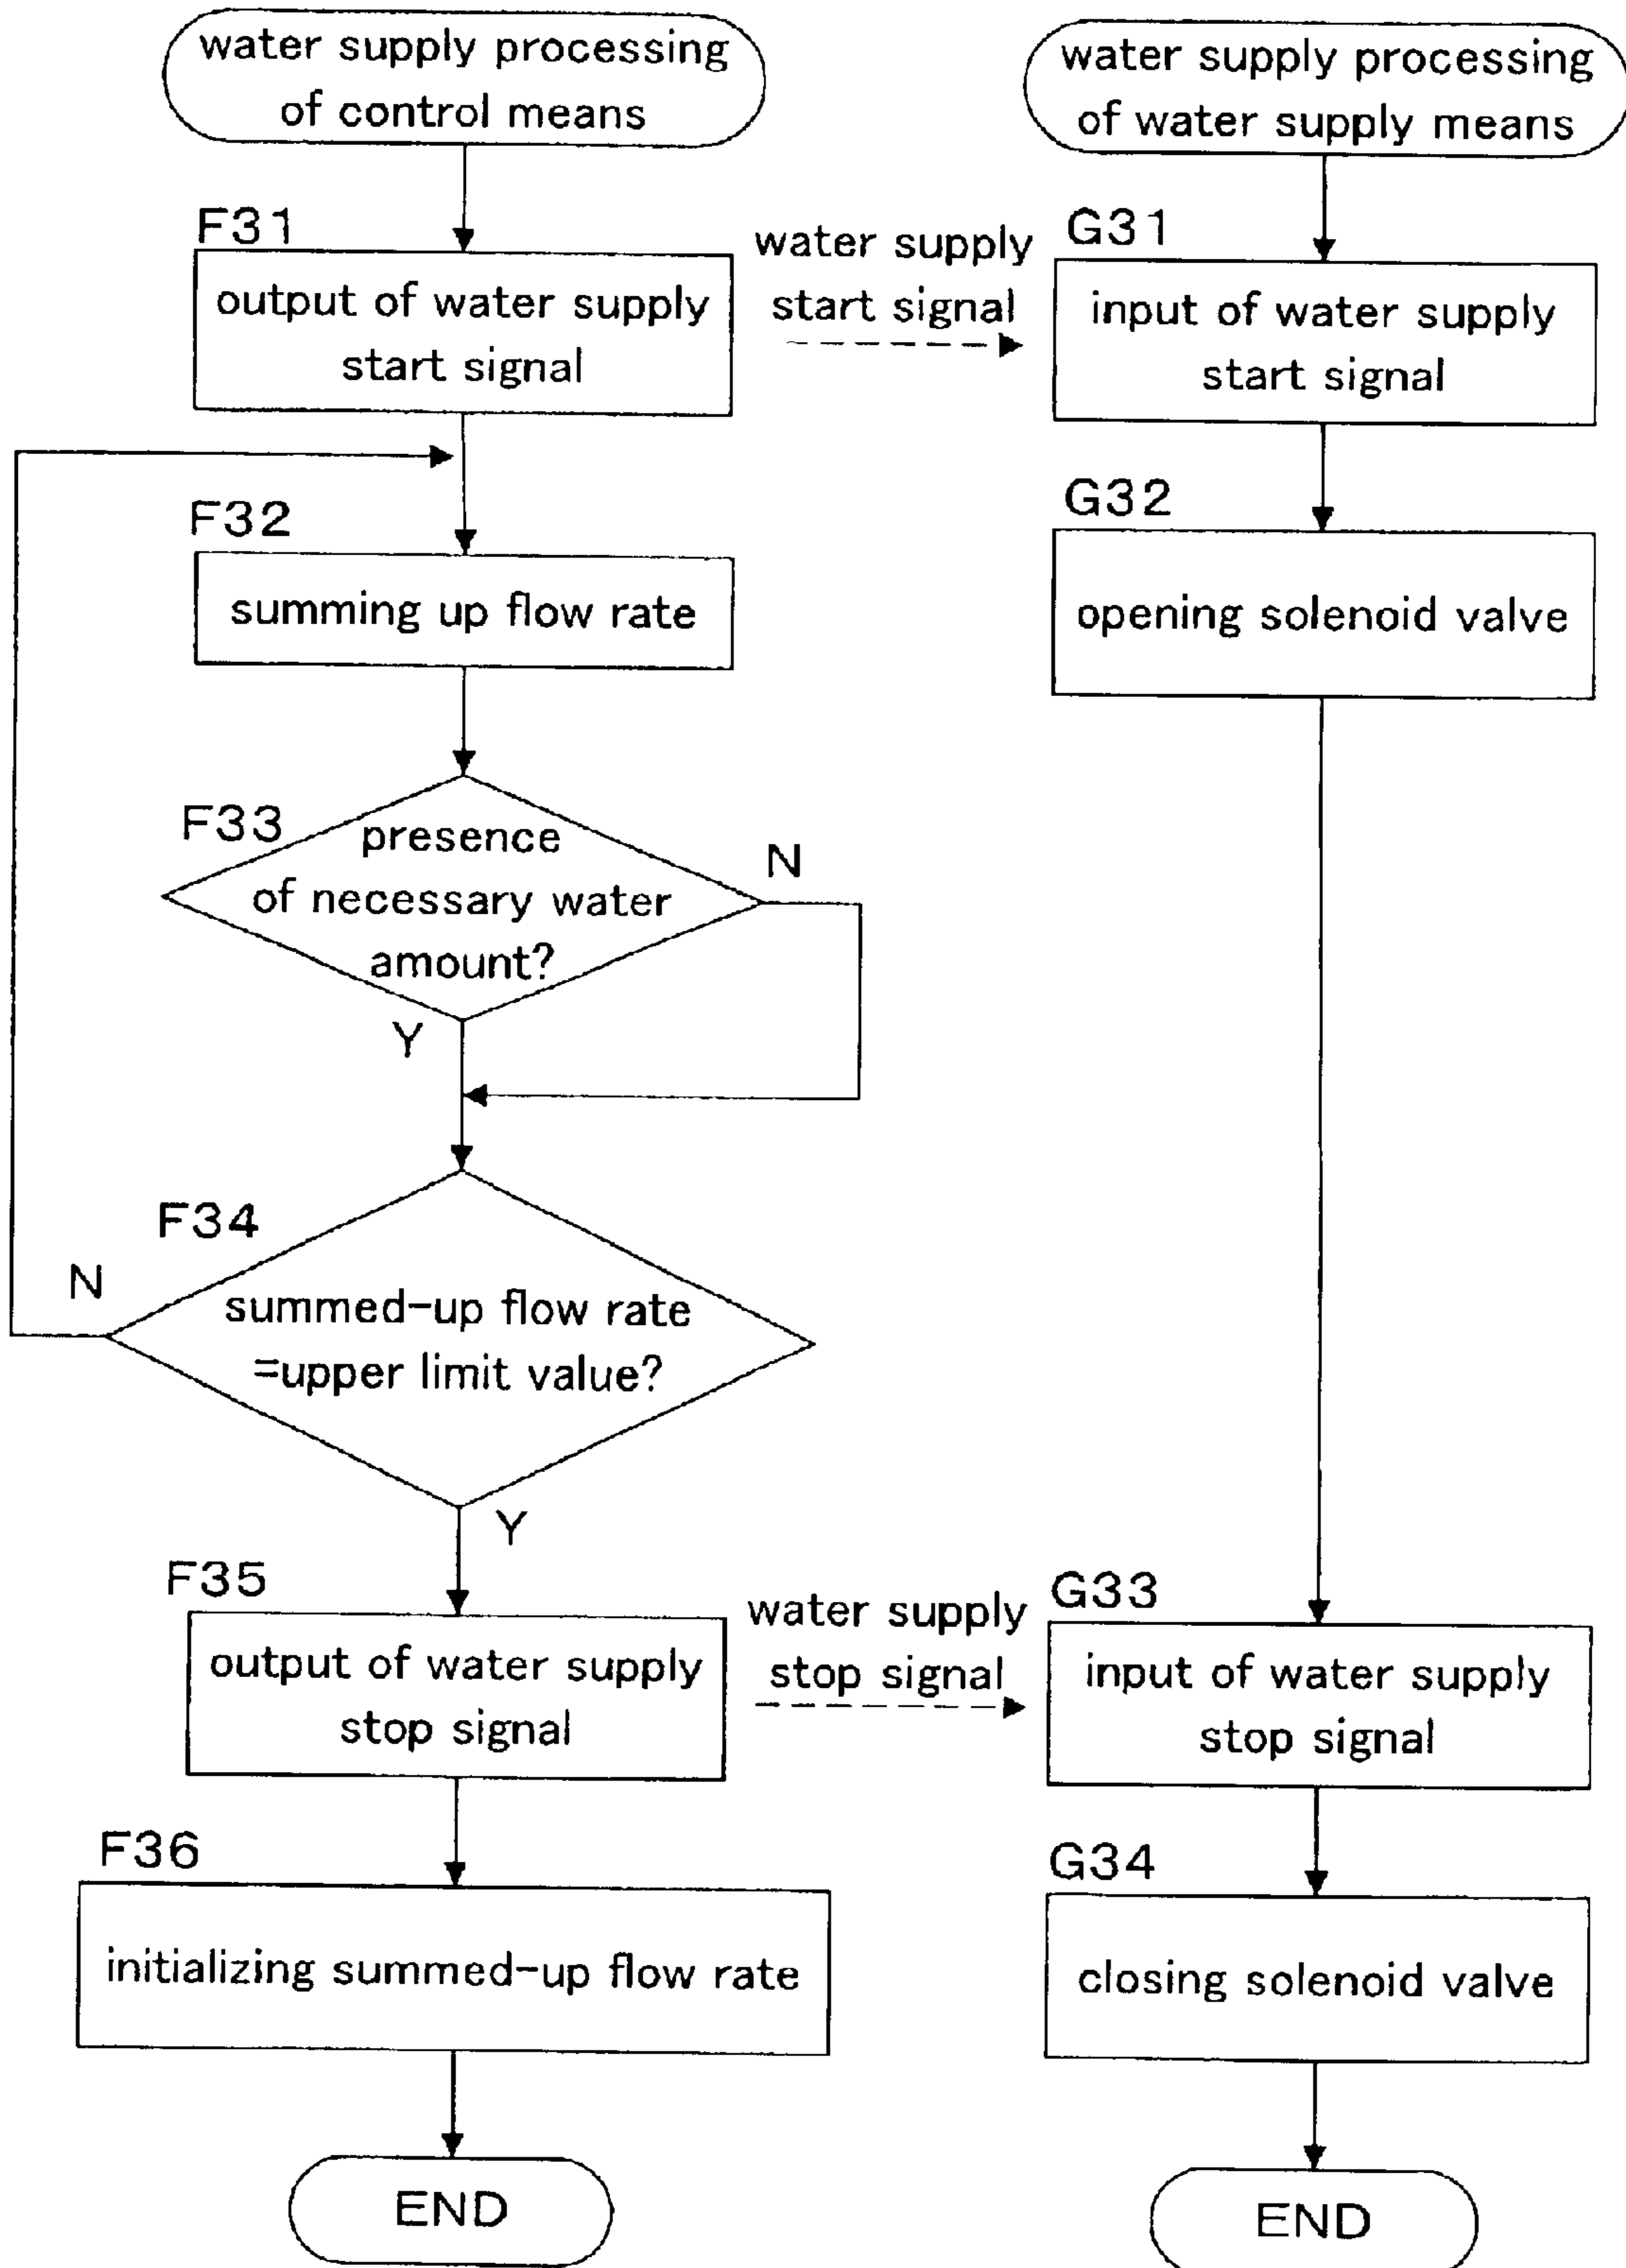 water supply processing
of control means
F31
output of water supply
start signal
F32
summing up flow rate
F33
presence
of necessary water
amount?
N
Y
F34
N
summed-up flow rate
=upper limit value?
Y
F35
output of water supply
stop signal
F36
initializing summed-up flow rate
END
water supply
start signal
water supply
stop signal
water supply processing
of water supply means
G31
input of water supply
start signal
G32
opening solenoid valve
G33
input of water supply
stop signal
G34
closing solenoid valve
END